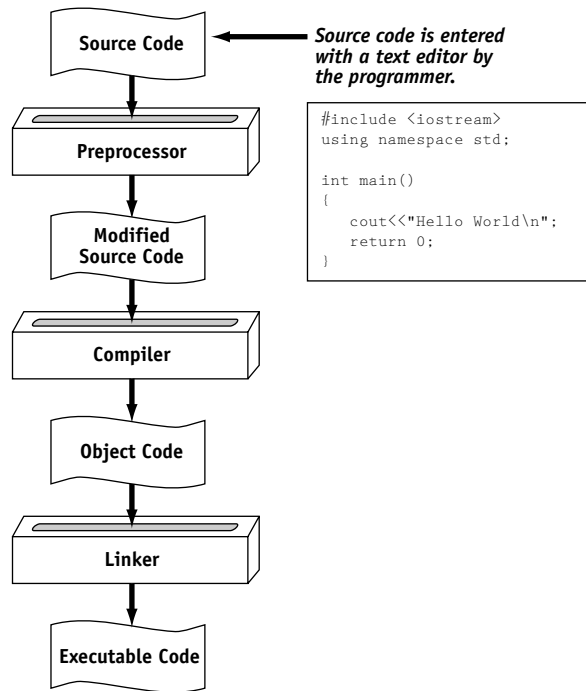 Source Code
Source code is entered
with a text editor by
the programmer.
Preprocessor
#include <iostream>
using namespace std;
int main()
{
cout<<"Hello World\n";
return 0;
}
Modified
Source Code
Compiler
Object Code
Linker
Executable Code